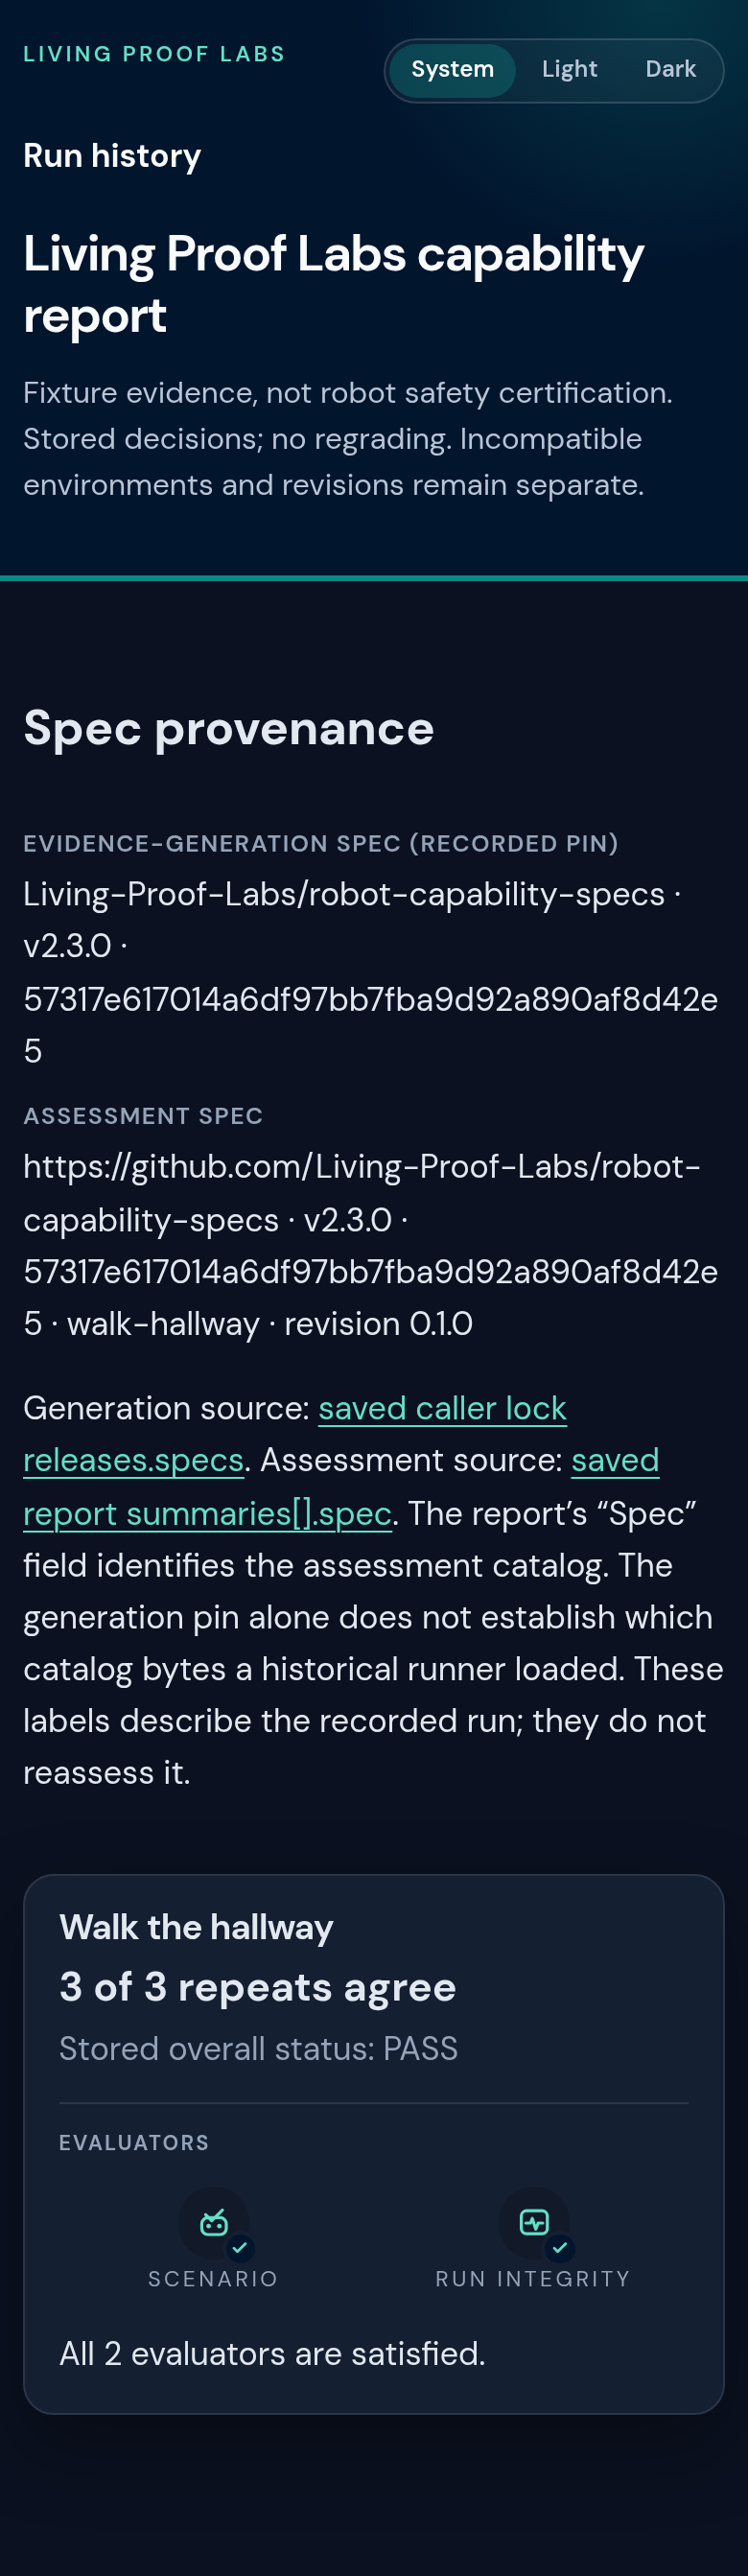 LIVING PROOF LABS
System Light Dark
Run history
Living Proof Labs capability
report
Fixture evidence, not robot safety certification.
Stored decisions; no regrading. Incompatible
environments and revisions remain separate.
Spec provenance
EVIDENCE-GENERATION SPEC (RECORDED PIN)
Living-Proof-Labs/robot-capability-specs ·
v2.3.0 ·
57317e617014a6df97bb7fba9d92a890af8d42e
5
ASSESSMENT SPEC
https://github.com/Living-Proof-Labs/robot-
capability-specs · v2.3.0 ·
57317e617014a6df97bb7fba9d92a890af8d42e
5 · walk-hallway · revision 0.1.0
Generation source: saved caller lock
releases.specs. Assessment source: saved
report summaries[].spec. The report’s “Spec”
field identifies the assessment catalog. The
generation pin alone does not establish which
catalog bytes a historical runner loaded. These
labels describe the recorded run; they do not
reassess it.
Walk the hallway
3 of 3 repeats agree
Stored overall status: PASS
EVALUATORS
SCENARIO RUN INTEGRITY
All 2 evaluators are satisfied.